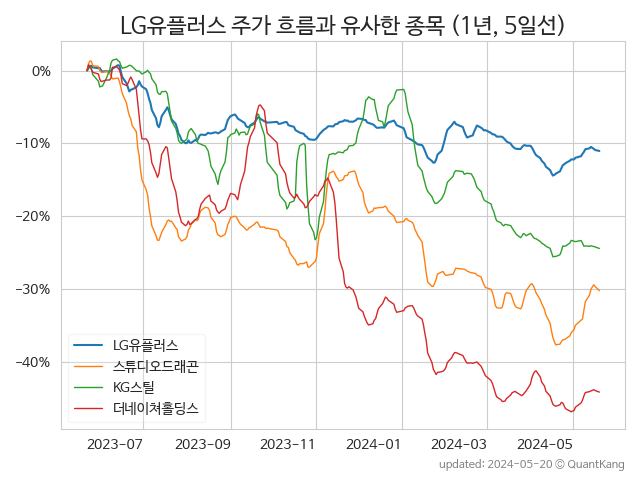 LG유플러스 주가 흐름과 유사한 종목 (1년, 5일선)
0%
−10%
−20%
−30%
−40%
LG유플러스
스튜디오드래곤
KG스틸
더네이쳐홀딩스
2023-07 2023-09 2023-11 2024-01 2024-03 2024-05
updated: 2024-05-20 © QuantKang